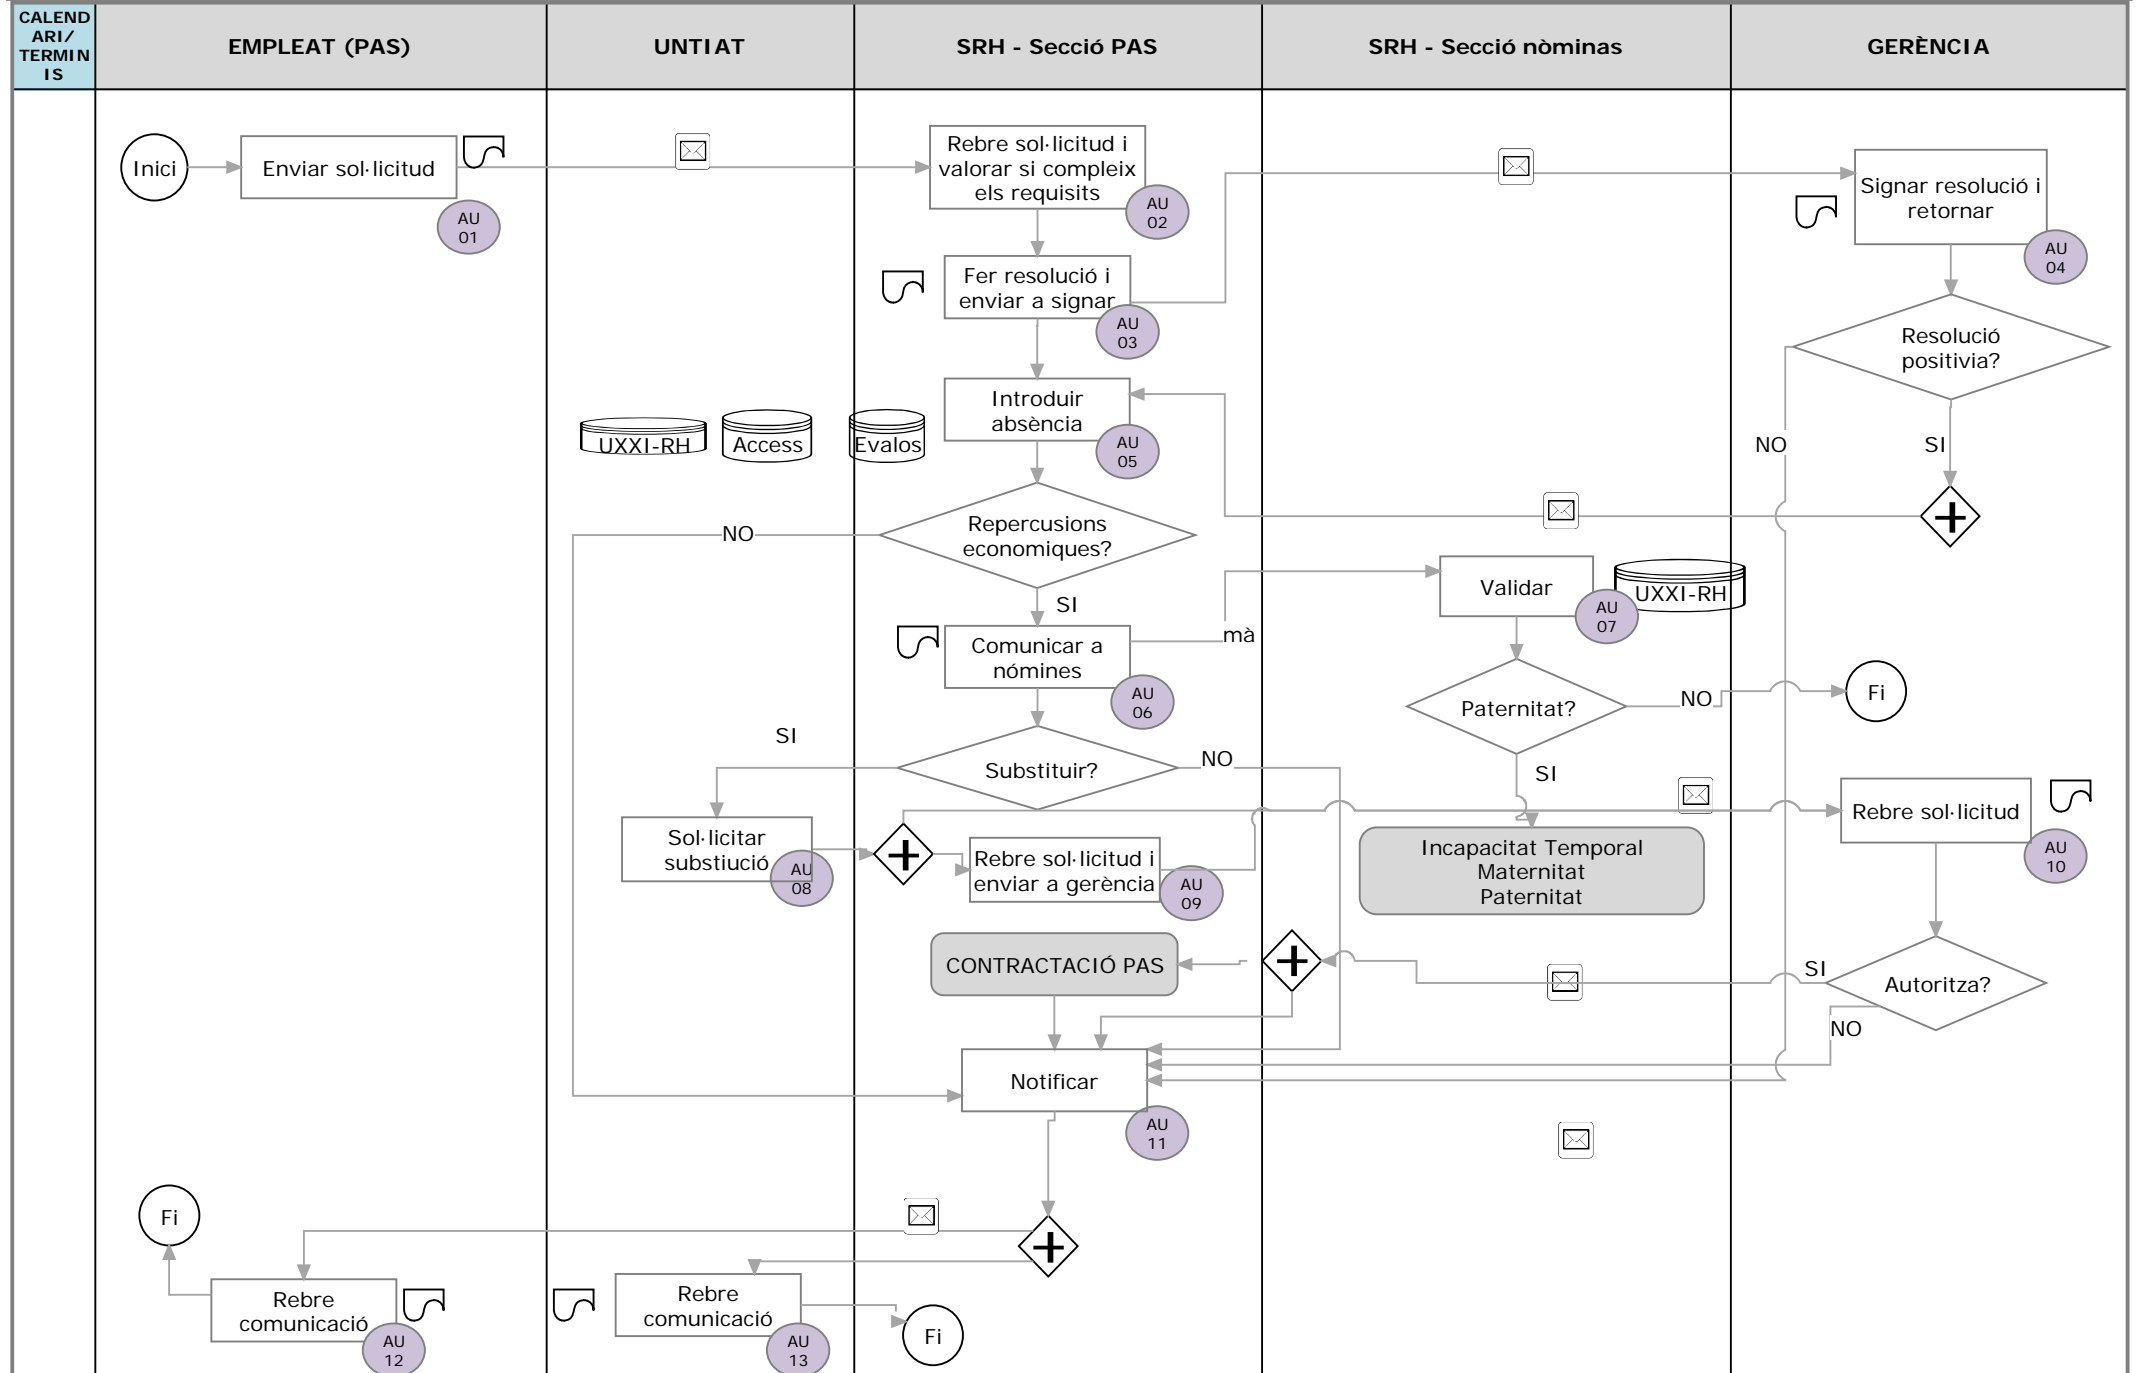 CALEND
ARI/
TERMIN
IS
EMPLEAT (PAS)
UNTIAT
SRH - Secció PAS
SRH - Secció nòminas
GERÈNCIA
Inici
Enviar sol·licitud
AU
01
Rebre sol·licitud i
valorar si compleix
els requisits
AU
02
Signar resolució i
retornar
AU
04
Fer resolució i
enviar a signar
AU
03
Resolució
positivia?
Introduir
absència
AU
05
UXXI-RH
Access
Evalos
NO
SI
Repercusions
economiques?
NO
SI
Validar
AU
07
UXXI-RH
mà
Comunicar a
nómines
AU
06
Paternitat?
NO
Fi
SI
SI
Substituir?
NO
Sol·licitar
substiució
AU
08
Rebre sol·licitud i
enviar a gerència
AU
09
Incapacitat Temporal
Maternitat
Paternitat
Rebre sol·licitud
AU
10
CONTRACTACIÓ PAS
SI
Autoritza?
NO
Notificar
AU
11
Fi
Rebre
comunicació
AU
12
Rebre
comunicació
AU
13
Fi